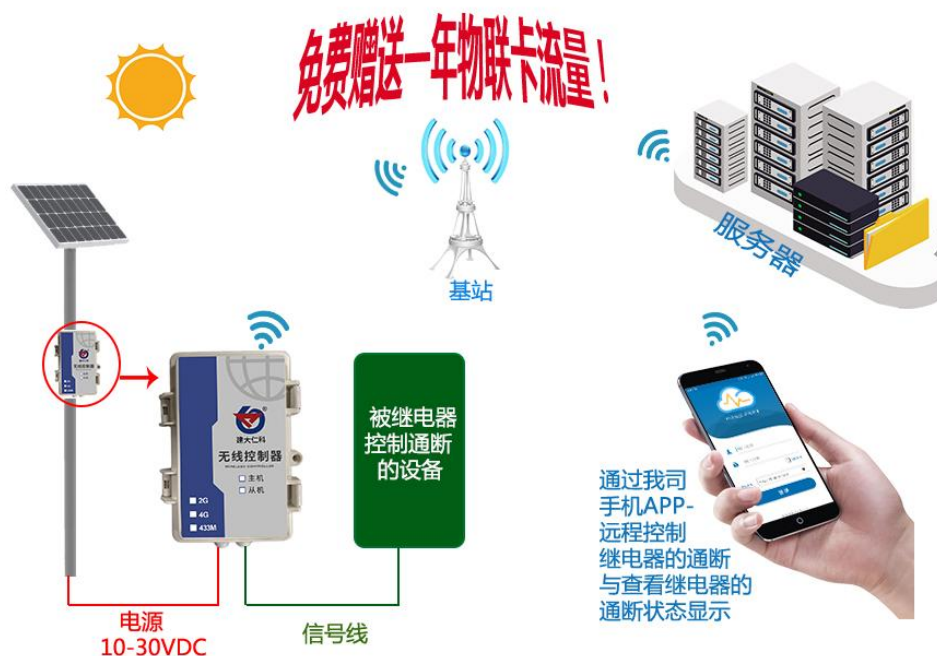 免费赠送一年物联卡流量！
服务器
基站
建大仁科
无线控制器
WIRELESS CONTROLLER
主机
从机
2G
4G
433M
被继电器
控制通断
的设备
通过我司
手机APP-
远程控制
继电器的通断
与查看继电器的
通断状态显示
登录
电源
10-30VDC
信号线